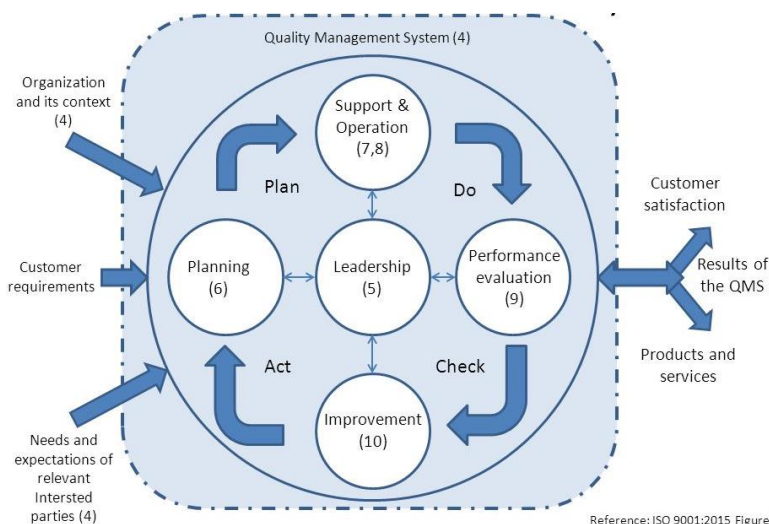 Quality Management System (4)
Organization
and its context
(4)
Support &
Operation
(7,8)
Plan
Do
Customer
satisfaction
Customer
requirements
Planning
(6)
Leadership
(5)
Performance
evaluation
(9)
Results of
the QMS
Act
Check
Products and
services
Improvement
(10)
Needs and
expectations of
relevant
Intersted
parties (4)
Reference: ISO 9001:2015 Figure